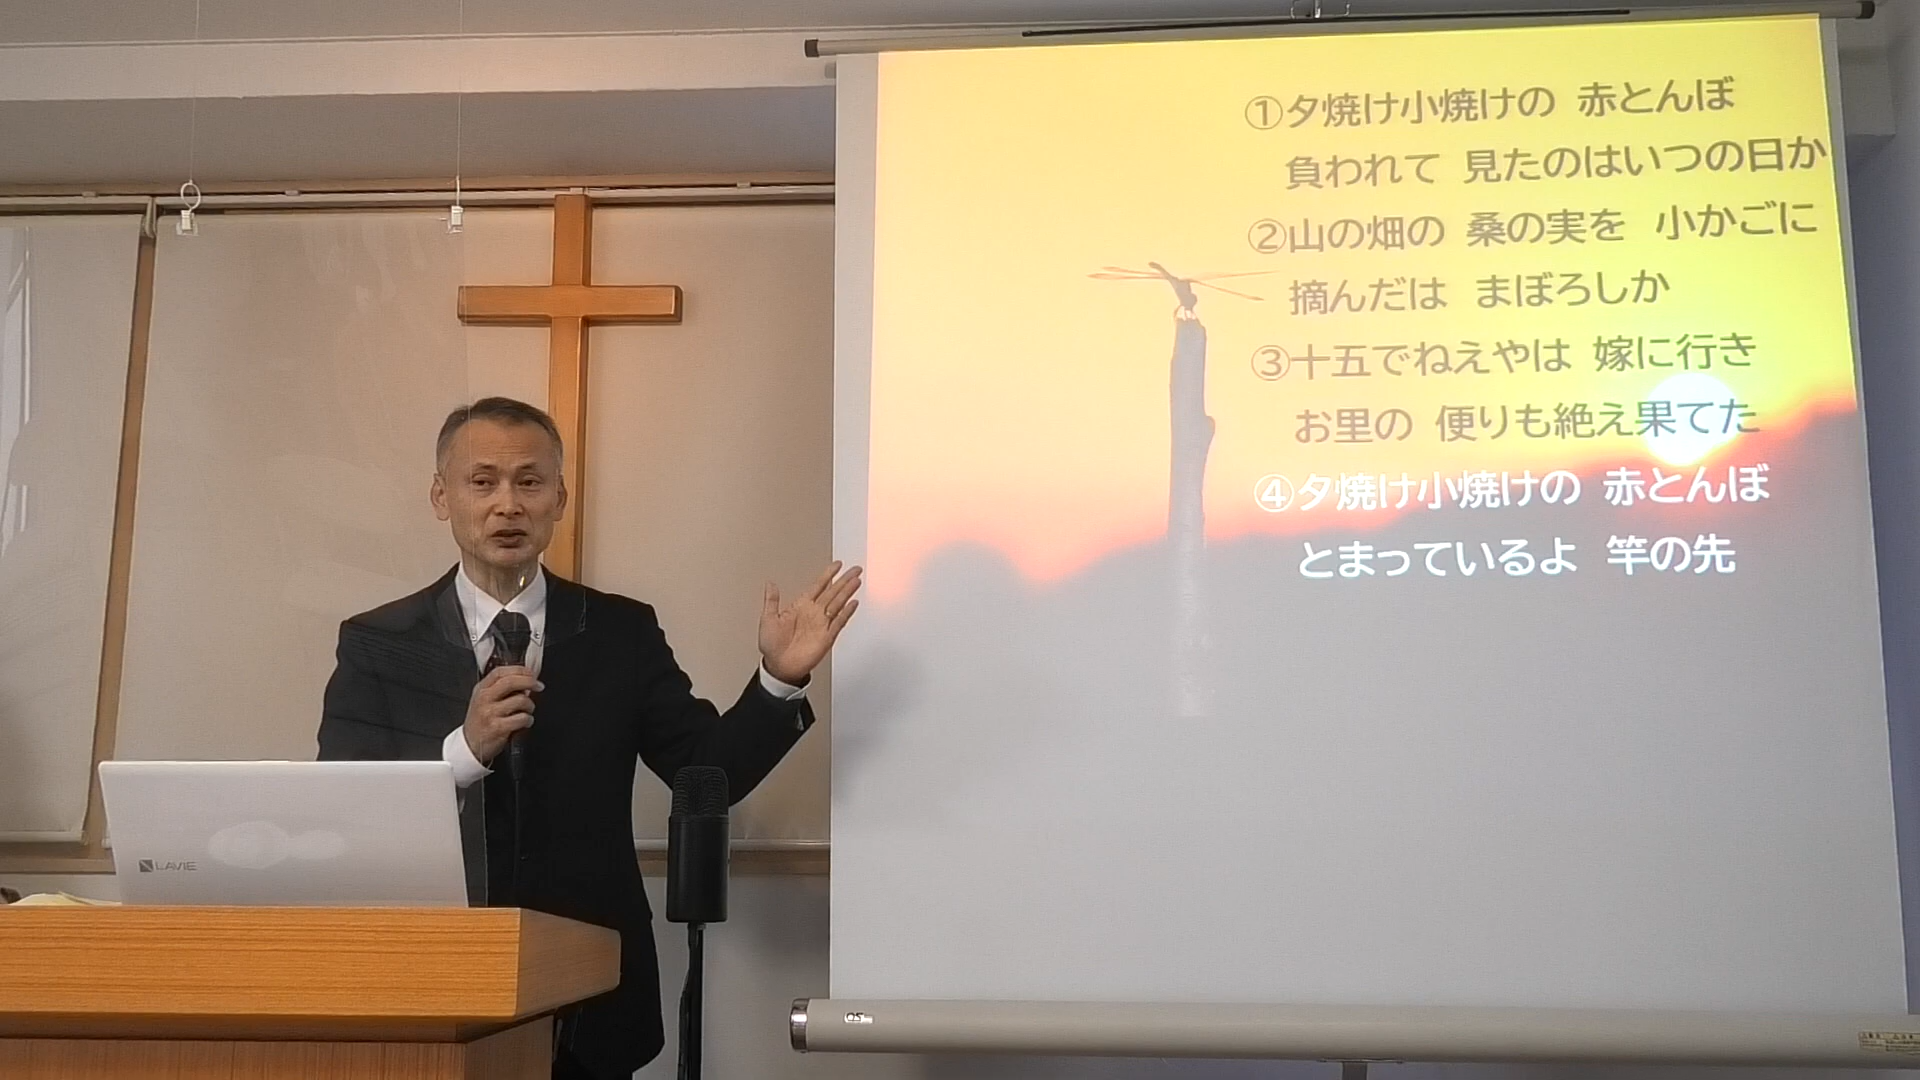 ①夕焼け小焼けの 赤とんぼ
負われて 見たのはいつの日か
②山の畑の 桑の実を 小かごに
摘んだは まぼろしか
③十五でねえやは 嫁に行き
お里の 便りも絶え果てた
④夕焼け小焼けの 赤とんぼ
とまっているよ 竿の先
LAVIE
OS